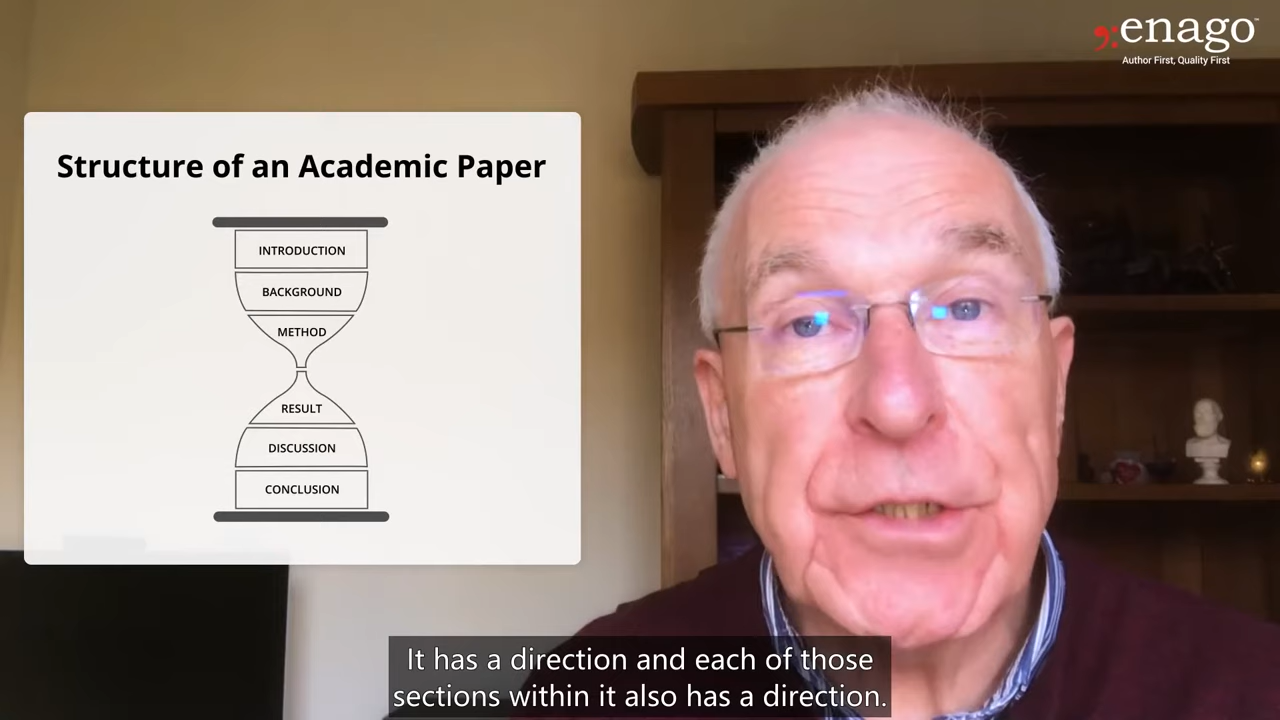 enago™
Author First, Quality First
Structure of an Academic Paper
INTRODUCTION
BACKGROUND
METHOD
RESULT
DISCUSSION
CONCLUSION
It has a direction and each of those
sections within it also has a direction.